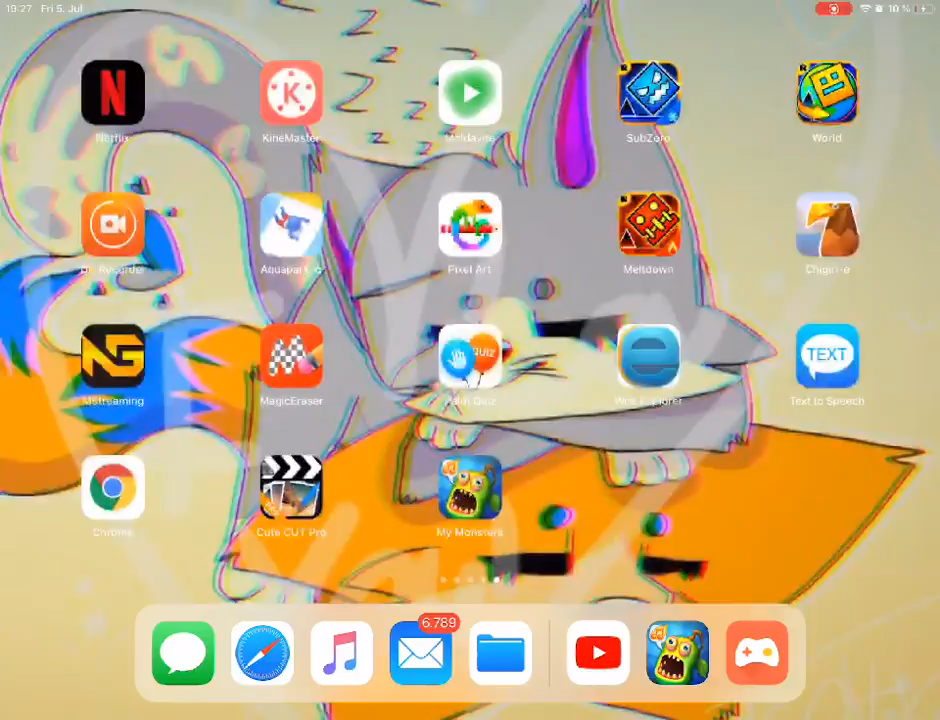 19:27 Fri 5. Jul
10 %
Netflix
KineMaster
SubZero
World
Pixel Art
Meltdown
NG
QUIZ
TEXT
Mstreaming
MagicEraser
Text to Speech
Chrome
Cute CUT Pro
My Monsters
6.789